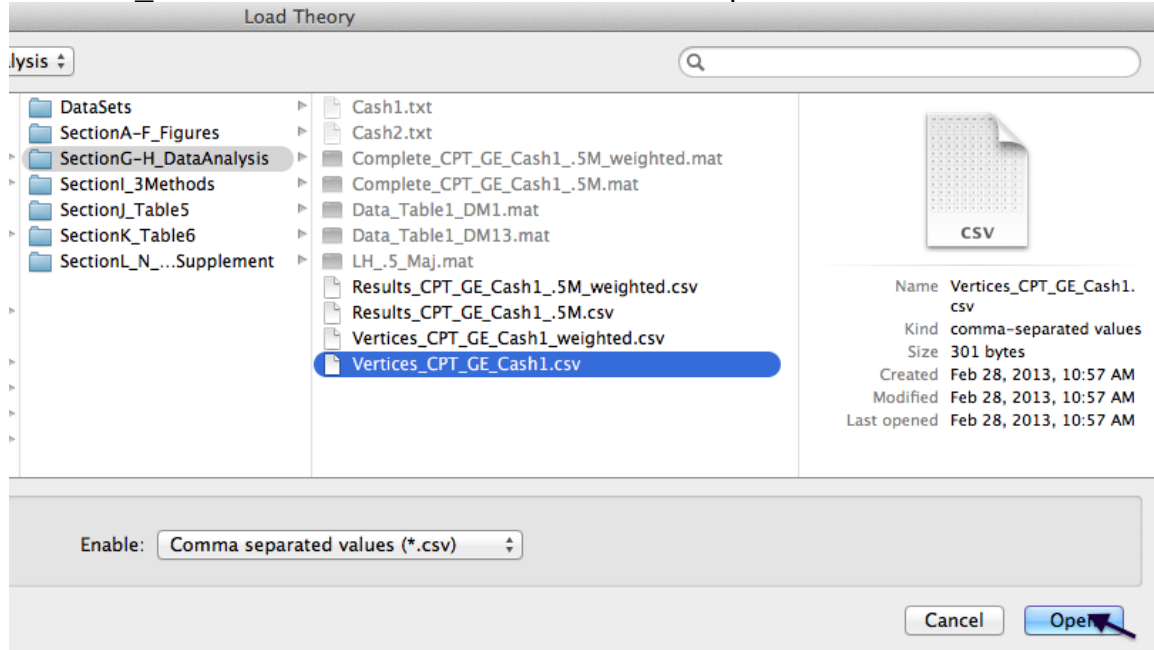 Load Theory
lysis
DataSets
SectionA-F_Figures
SectionG-H_DataAnalysis
SectionI_3Methods
SectionJ_Table5
SectionK_Table6
SectionL_N_...Supplement
Cash1.txt
Cash2.txt
Complete_CPT_GE_Cash1_.5M_weighted.mat
Complete_CPT_GE_Cash1_.5M.mat
Data_Table1_DM1.mat
Data_Table1_DM13.mat
LH_.5_Maj.mat
Results_CPT_GE_Cash1_.5M_weighted.csv
Results_CPT_GE_Cash1_.5M.csv
Vertices_CPT_GE_Cash1_weighted.csv
Vertices_CPT_GE_Cash1.csv
CSV
Name Vertices_CPT_GE_Cash1.
csv
Kind comma-separated values
Size 301 bytes
Created Feb 28, 2013, 10:57 AM
Modified Feb 28, 2013, 10:57 AM
Last opened Feb 28, 2013, 10:57 AM
Enable: Comma separated values (*.csv)
Cancel Open